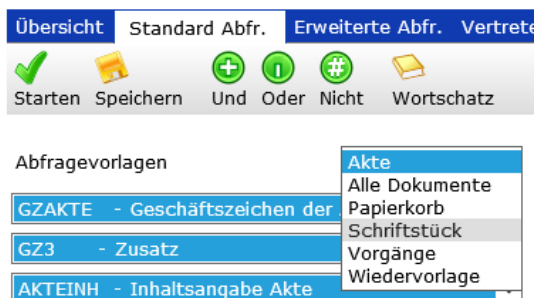 Übersicht Standard Abfr. Erweiterte Abfr. Vertrete
Starten Speichern Und Oder Nicht Wortschatz
Abfragevorlagen
Akte
Alle Dokumente
Papierkorb
Schriftstück
Vorgänge
Wiedervorlage
GZAKTE - Geschäftszeichen der
GZ3 - Zusatz
AKTEINH - Inhaltsangabe Akte